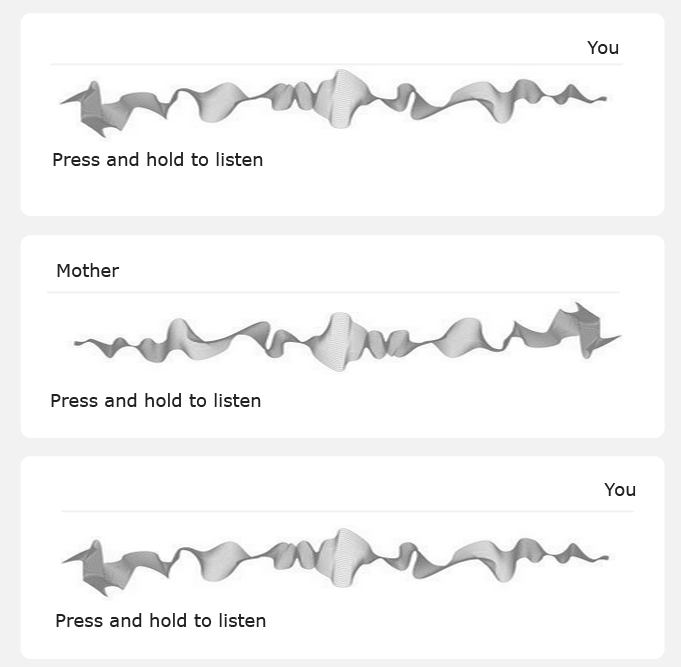 You
Press and hold to listen
Mother
Press and hold to listen
You
Press and hold to listen